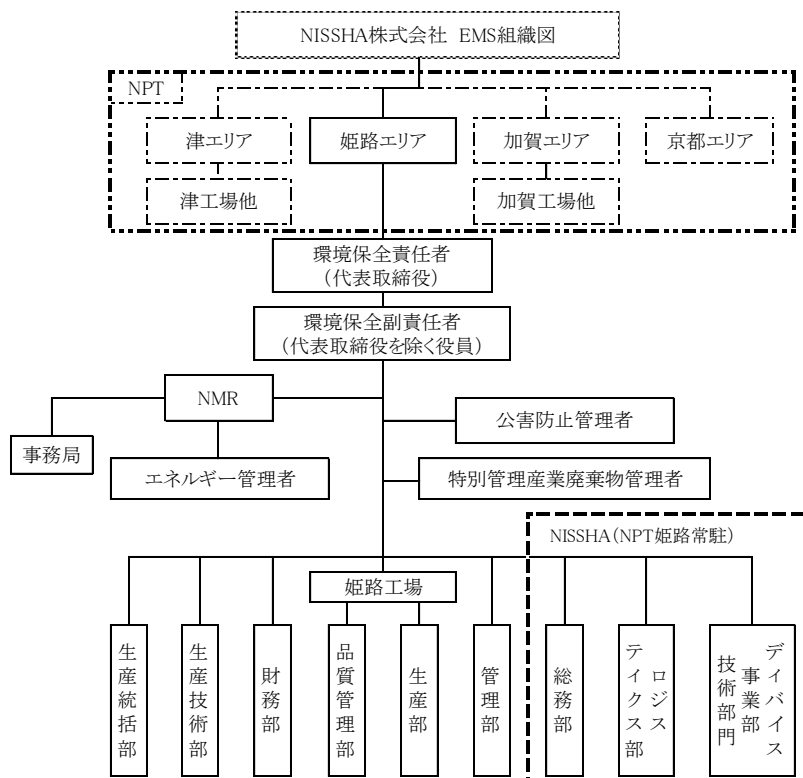 NISSHA株式会社 EMS組織図
NPT
津エリア
姫路エリア
加賀エリア
京都エリア
津工場他
加賀工場他
環境保全責任者
(代表取締役)
環境保全副責任者
(代表取締役を除く役員)
NMR
公害防止管理者
事務局
エネルギー管理者
特別管理産業廃棄物管理者
NISSHA(NPT姫路常駐)
姫路工場
生産統括部
生産技術部
財務部
品質管理部
生産部
管理部
総務部
ロジス
ティクス部
ディバイス
事業部
技術部門